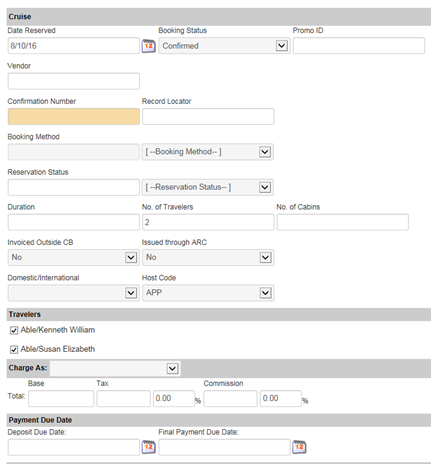 Cruise
Date Reserved Booking Status Promo ID
8/10/16 12 Confirmed
Vendor
Confirmation Number Record Locator
Booking Method
[ --Booking Method-- ]
Reservation Status
[ --Reservation Status-- ]
Duration No. of Travelers No. of Cabins
2
Invoiced Outside CB Issued through ARC
No No
Domestic/International Host Code
APP
Travelers
Able/Kenneth William
Able/Susan Elizabeth
Charge As:
Base Tax Commission
Total: 0.00 % 0.00 %
Payment Due Date
Deposit Due Date: Final Payment Due Date:
12 12